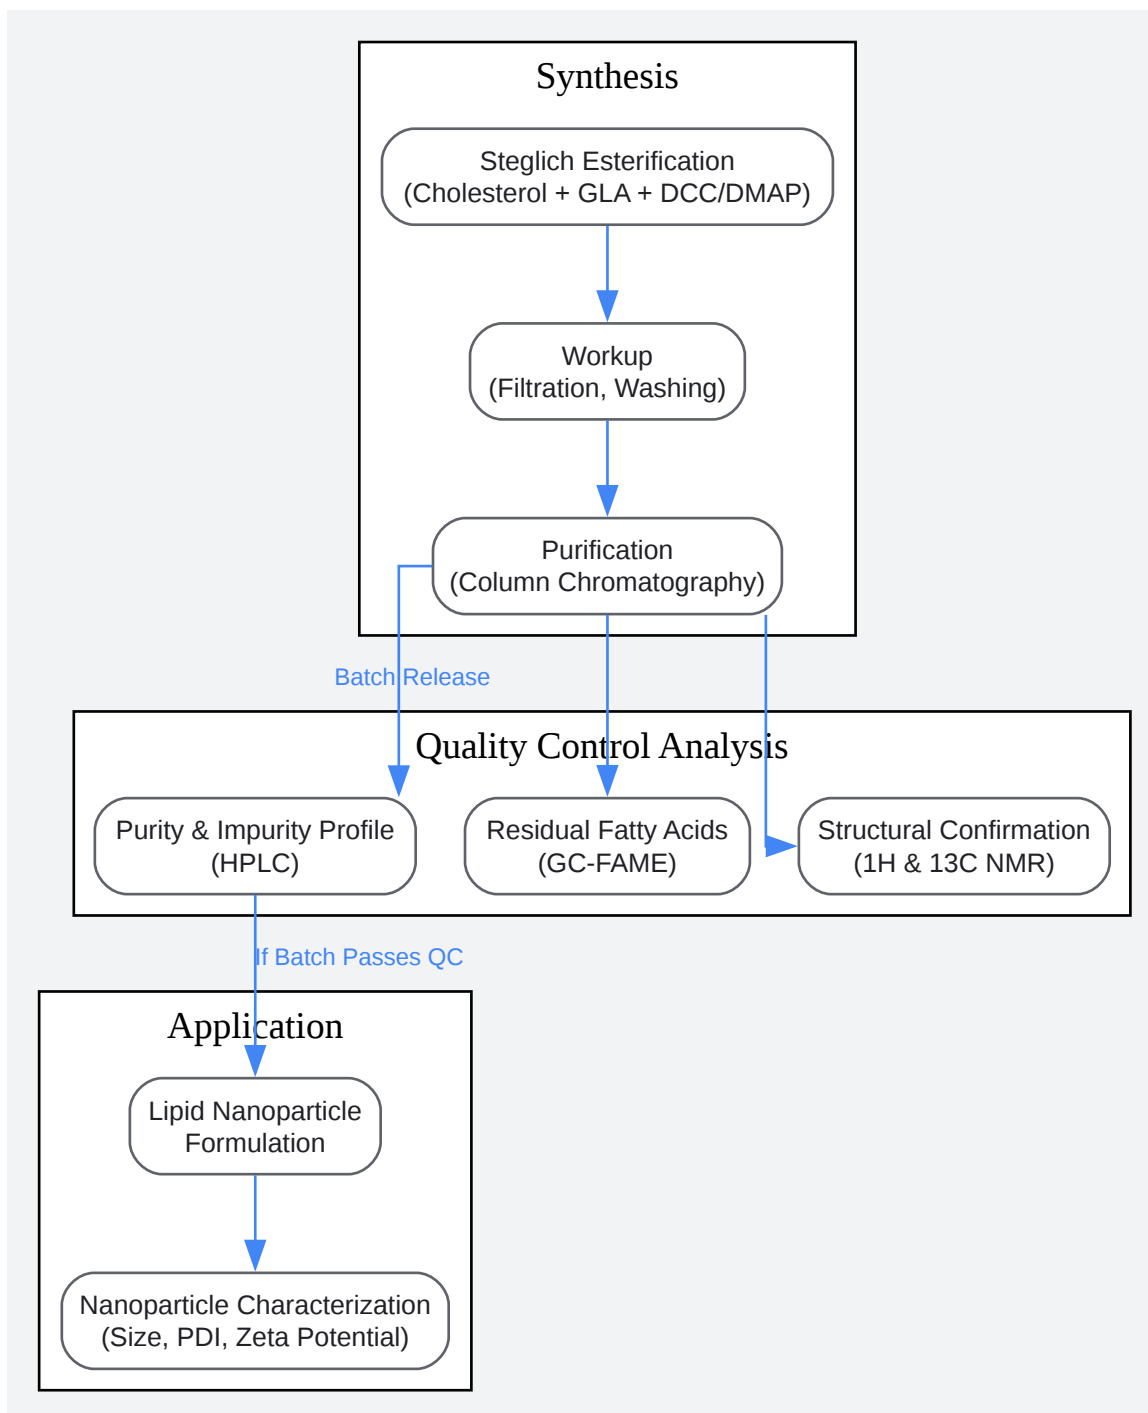 Synthesis
Steglich Esterification
(Cholesterol + GLA + DCC/DMAP)
Workup
(Filtration, Washing)
Purification
(Column Chromatography)
Batch Release
Quality Control Analysis
Purity & Impurity Profile
(HPLC)
Residual Fatty Acids
(GC-FAME)
Structural Confirmation
(1H & 13C NMR)
If Batch Passes QC
Application
Lipid Nanoparticle
Formulation
Nanoparticle Characterization
(Size, PDI, Zeta Potential)